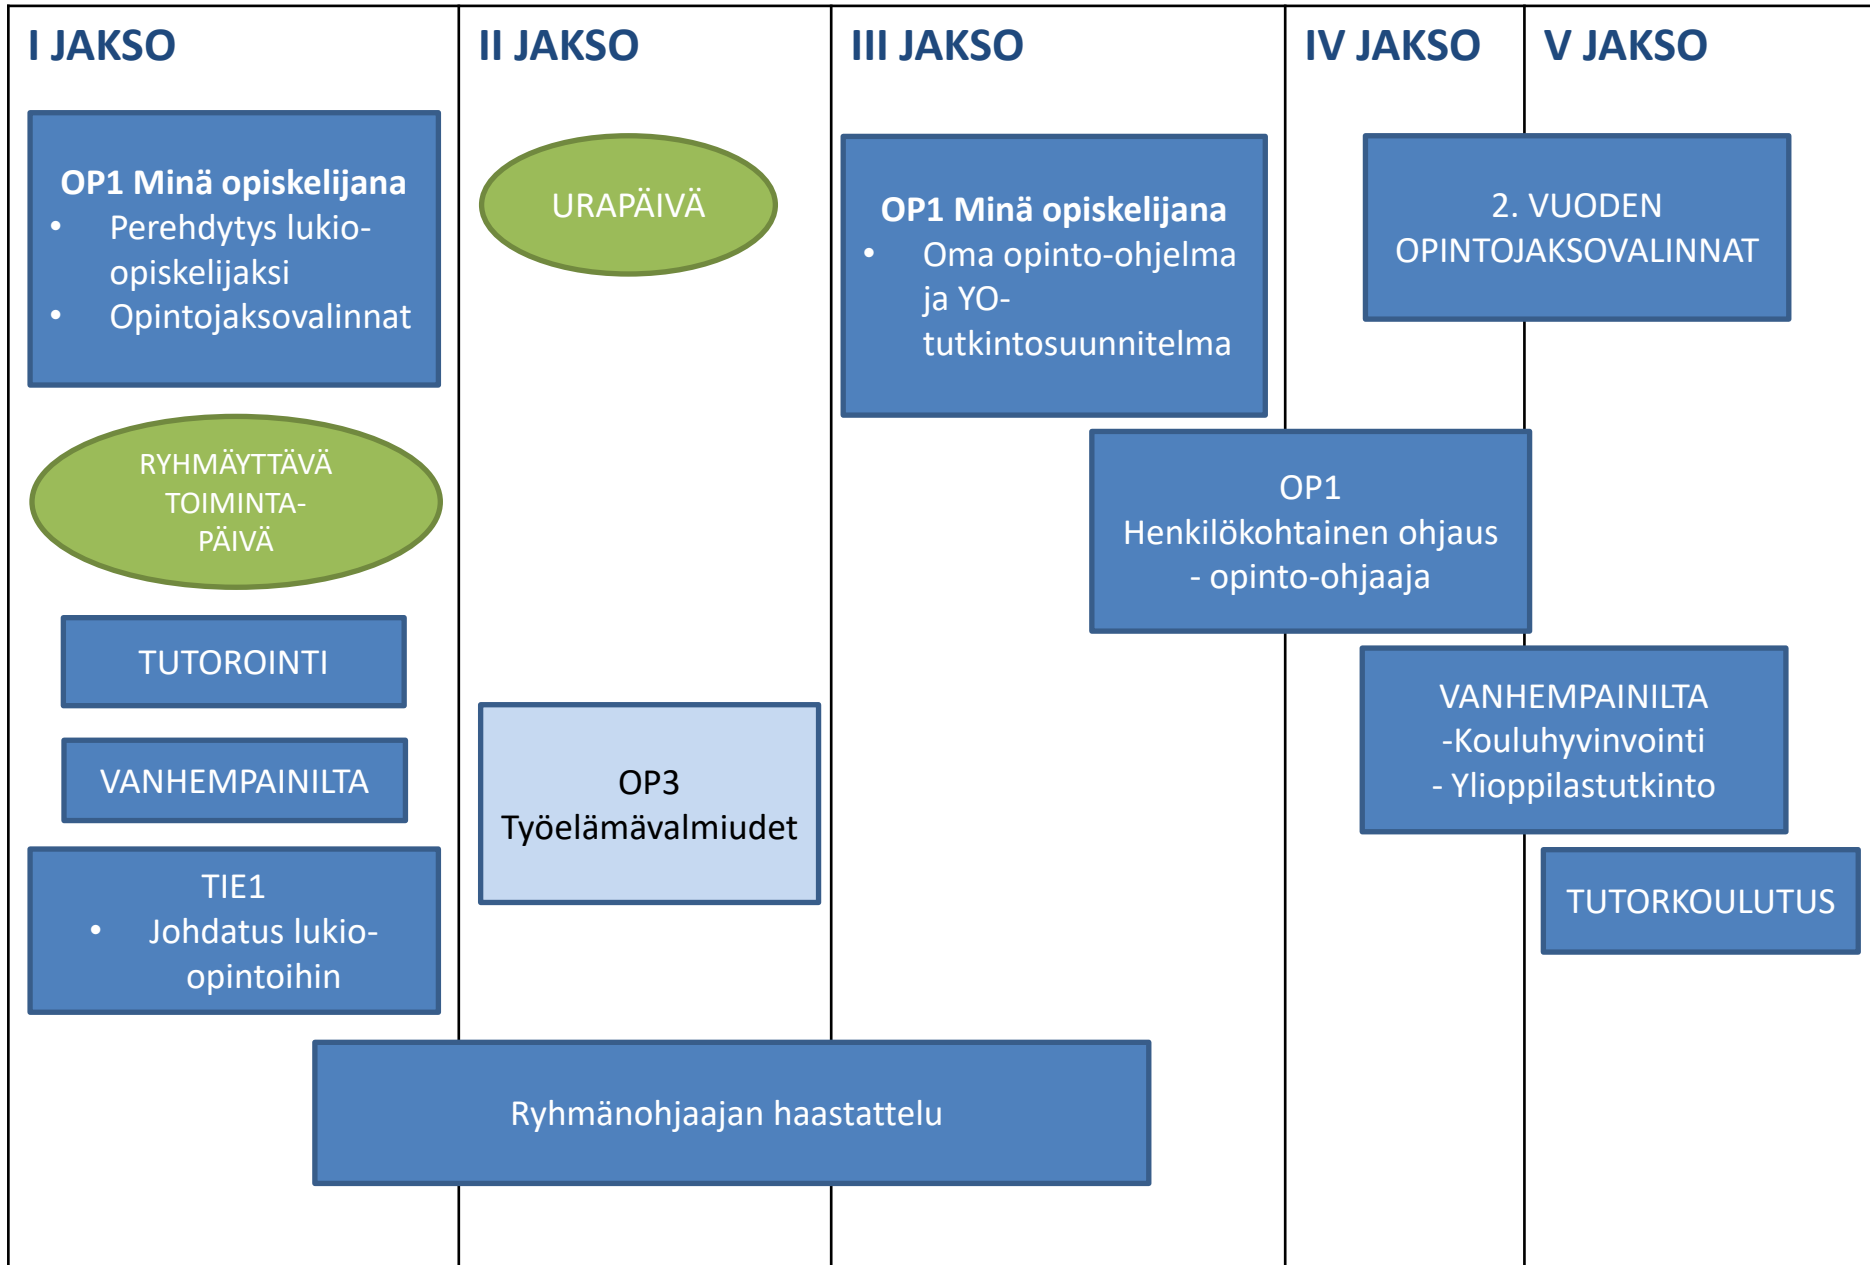 I JAKSO
II JAKSO
III JAKSO
IV JAKSO
V JAKSO
OP1 Minä opiskelijana
• Perehdytys lukio-
opiskelijaksi
• Opintojaksovalinnat
RYHMÄYTTÄVÄ
TOIMINTA-
PÄIVÄ
TUTOROINTI
VANHEMPAINILTA
TIE1
• Johdatus lukio-
opintoihin
URAPÄIVÄ
OP3
Työelämävalmiudet
OP1 Minä opiskelijana
• Oma opinto-ohjelma
ja YO-
tutkintosuunnitelma
OP1
Henkilökohtainen ohjaus
- opinto-ohjaaja
2. VUODEN
OPINTOJAKSOVALINNAT
VANHEMPAINILTA
-Kouluhyvinvointi
- Ylioppilastutkinto
TUTORKOULUTUS
Ryhmänohjaajan haastattelu